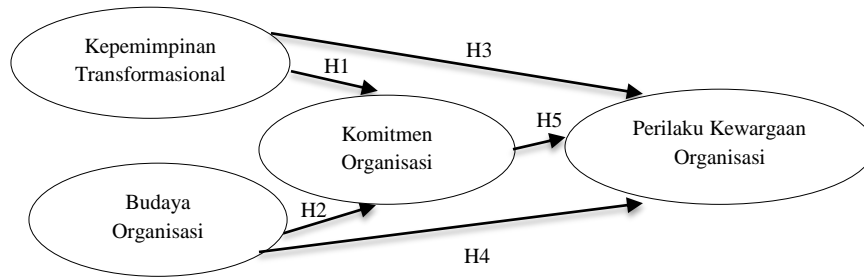 Kepemimpinan
Transformasional
H1
H3
Komitmen
Organisasi
H5
Perilaku Kewargaan
Organisasi
Budaya
Organisasi
H2
H4